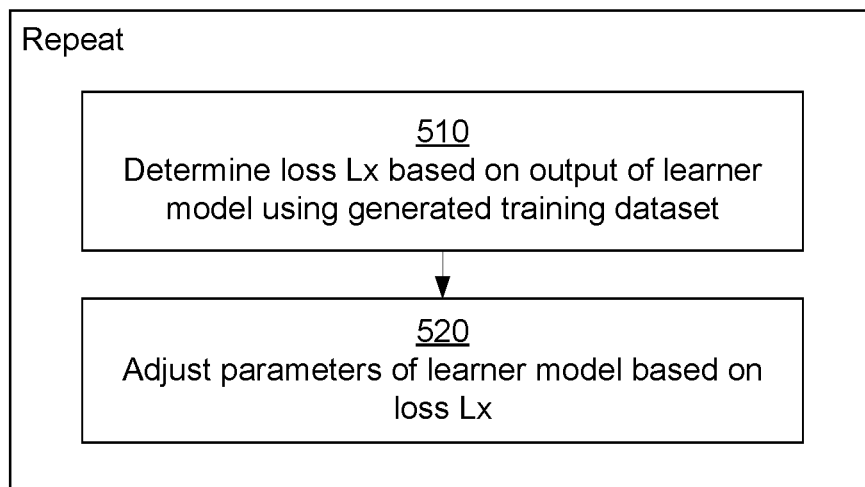 Repeat
510
Determine loss Lx based on output of learner
model using generated training dataset
520
Adjust parameters of learner model based on
loss Lx